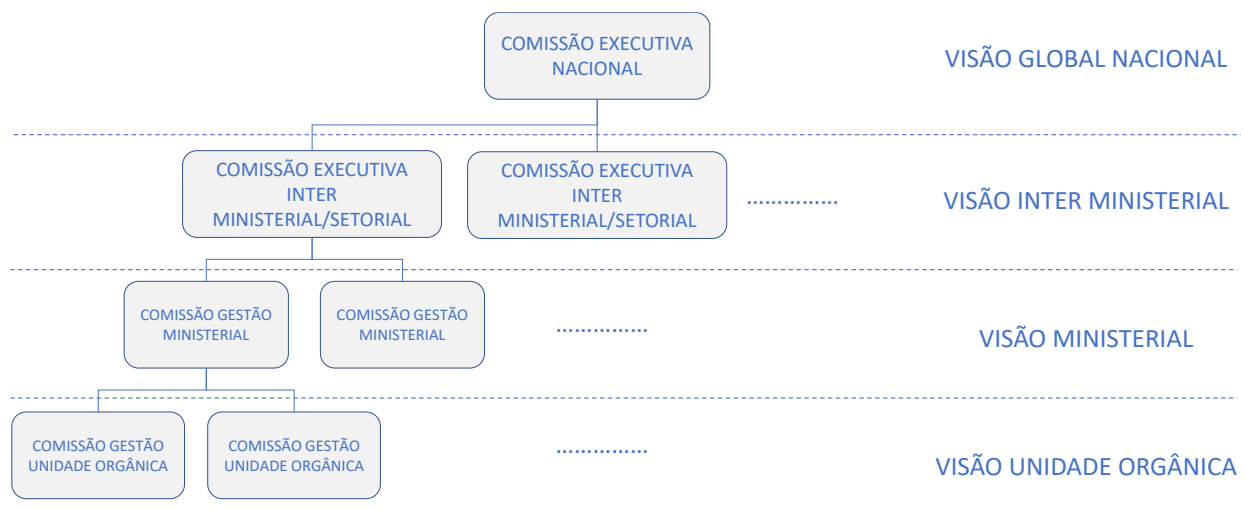 COMISSÃO EXECUTIVA
NACIONAL
VISÃO GLOBAL NACIONAL
COMISSÃO EXECUTIVA
INTER
MINISTERIAL/SETORIAL
COMISSÃO EXECUTIVA
INTER
MINISTERIAL/SETORIAL
……………
VISÃO INTER MINISTERIAL
COMISSÃO GESTÃO
MINISTERIAL
COMISSÃO GESTÃO
MINISTERIAL
……………
VISÃO MINISTERIAL
COMISSÃO GESTÃO
UNIDADE ORGÂNICA
COMISSÃO GESTÃO
UNIDADE ORGÂNICA
……………
VISÃO UNIDADE ORGÂNICA